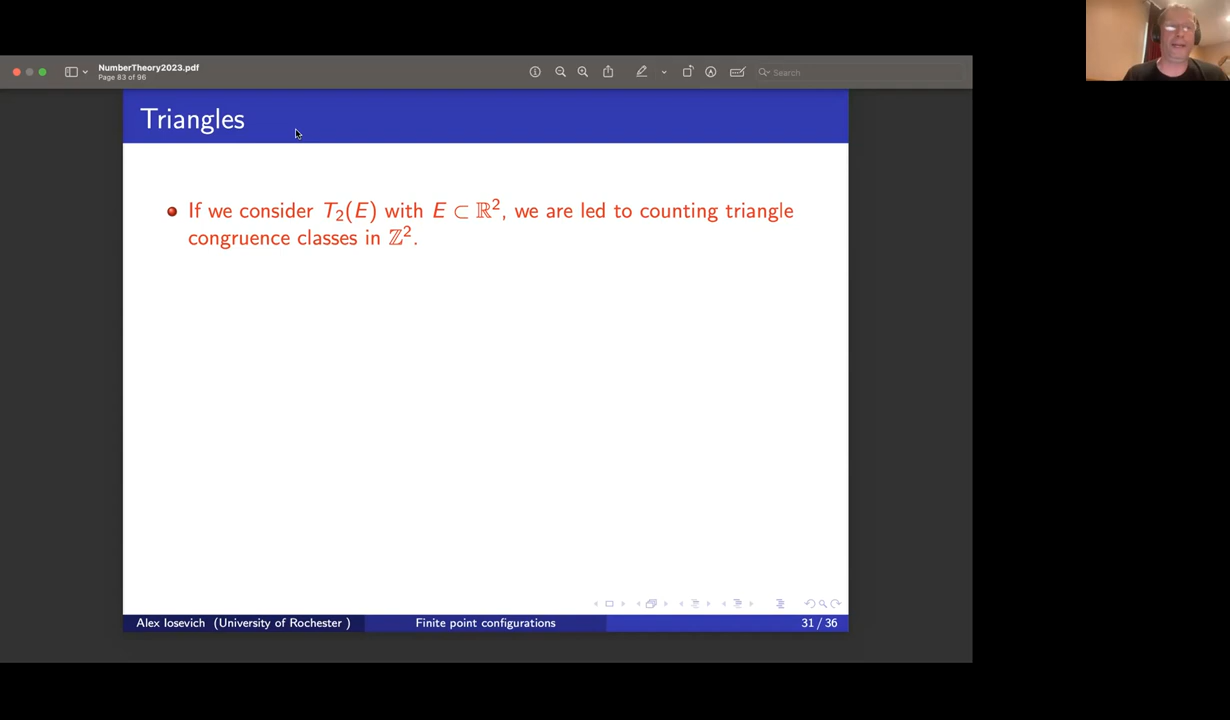 NumberTheory2023.pdf
Page 83 of 96
Search
Triangles
If we consider T₂(E) with E ⊂ ℝ², we are led to counting triangle
congruence classes in ℤ².
Alex Iosevich (University of Rochester ) Finite point configurations 31 / 36